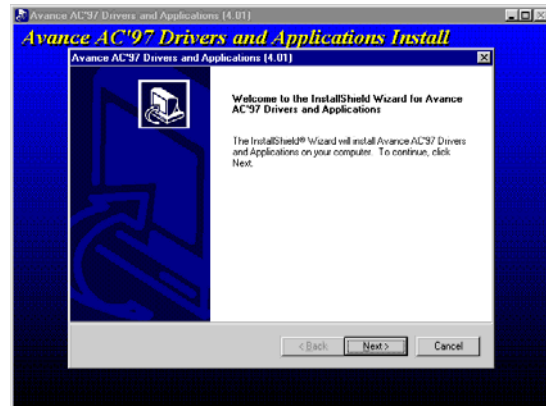 Avance AC'97 Drivers and Applications (4.01)
Avance AC'97 Drivers and Applications Install
Avance AC'97 Drivers and Applications (4.01)
Welcome to the InstallShield Wizard for Avance
AC'97 Drivers and Applications
The InstallShield® Wizard will install Avance AC'97 Drivers
and Applications on your computer. To continue, click
Next.
< Back
Next >
Cancel